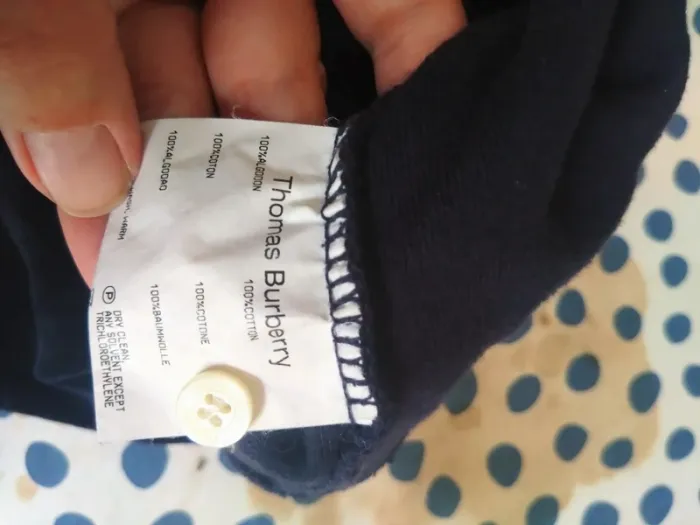 Thomas Burberry
100%ALGODON 100%COTTON
100%COTON 100%COTONE
100%ALGODAO 100%BAUMWOLLE
WARM
P DRY CLEAN
ANY SOLVENT EXCEPT
TRICHLOROETHYLENE